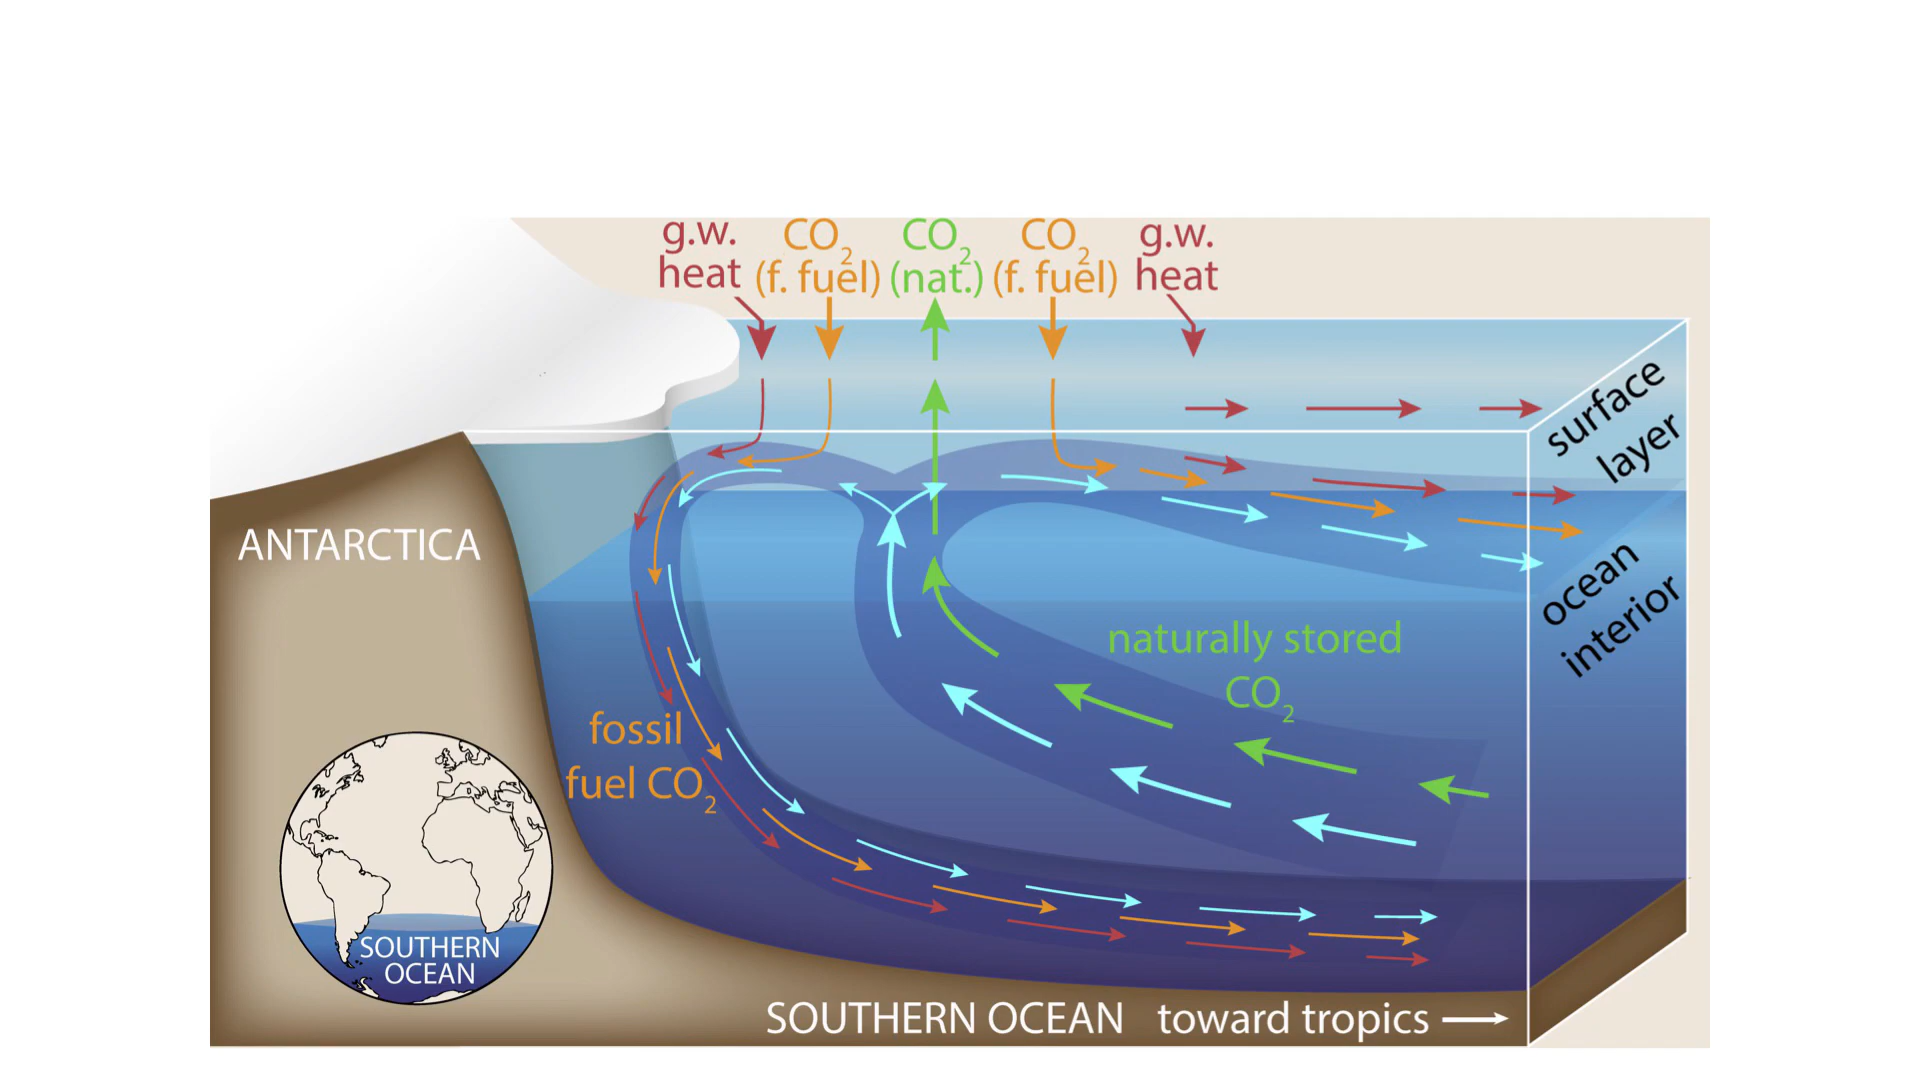 g.w.
heat
CO2
(f. fuel)
CO2
(nat.)
CO2
(f. fuel)
g.w.
heat
surface
layer
ANTARCTICA
ocean
interior
naturally stored
CO2
fossil
fuel CO2
SOUTHERN
OCEAN
SOUTHERN OCEAN toward tropics